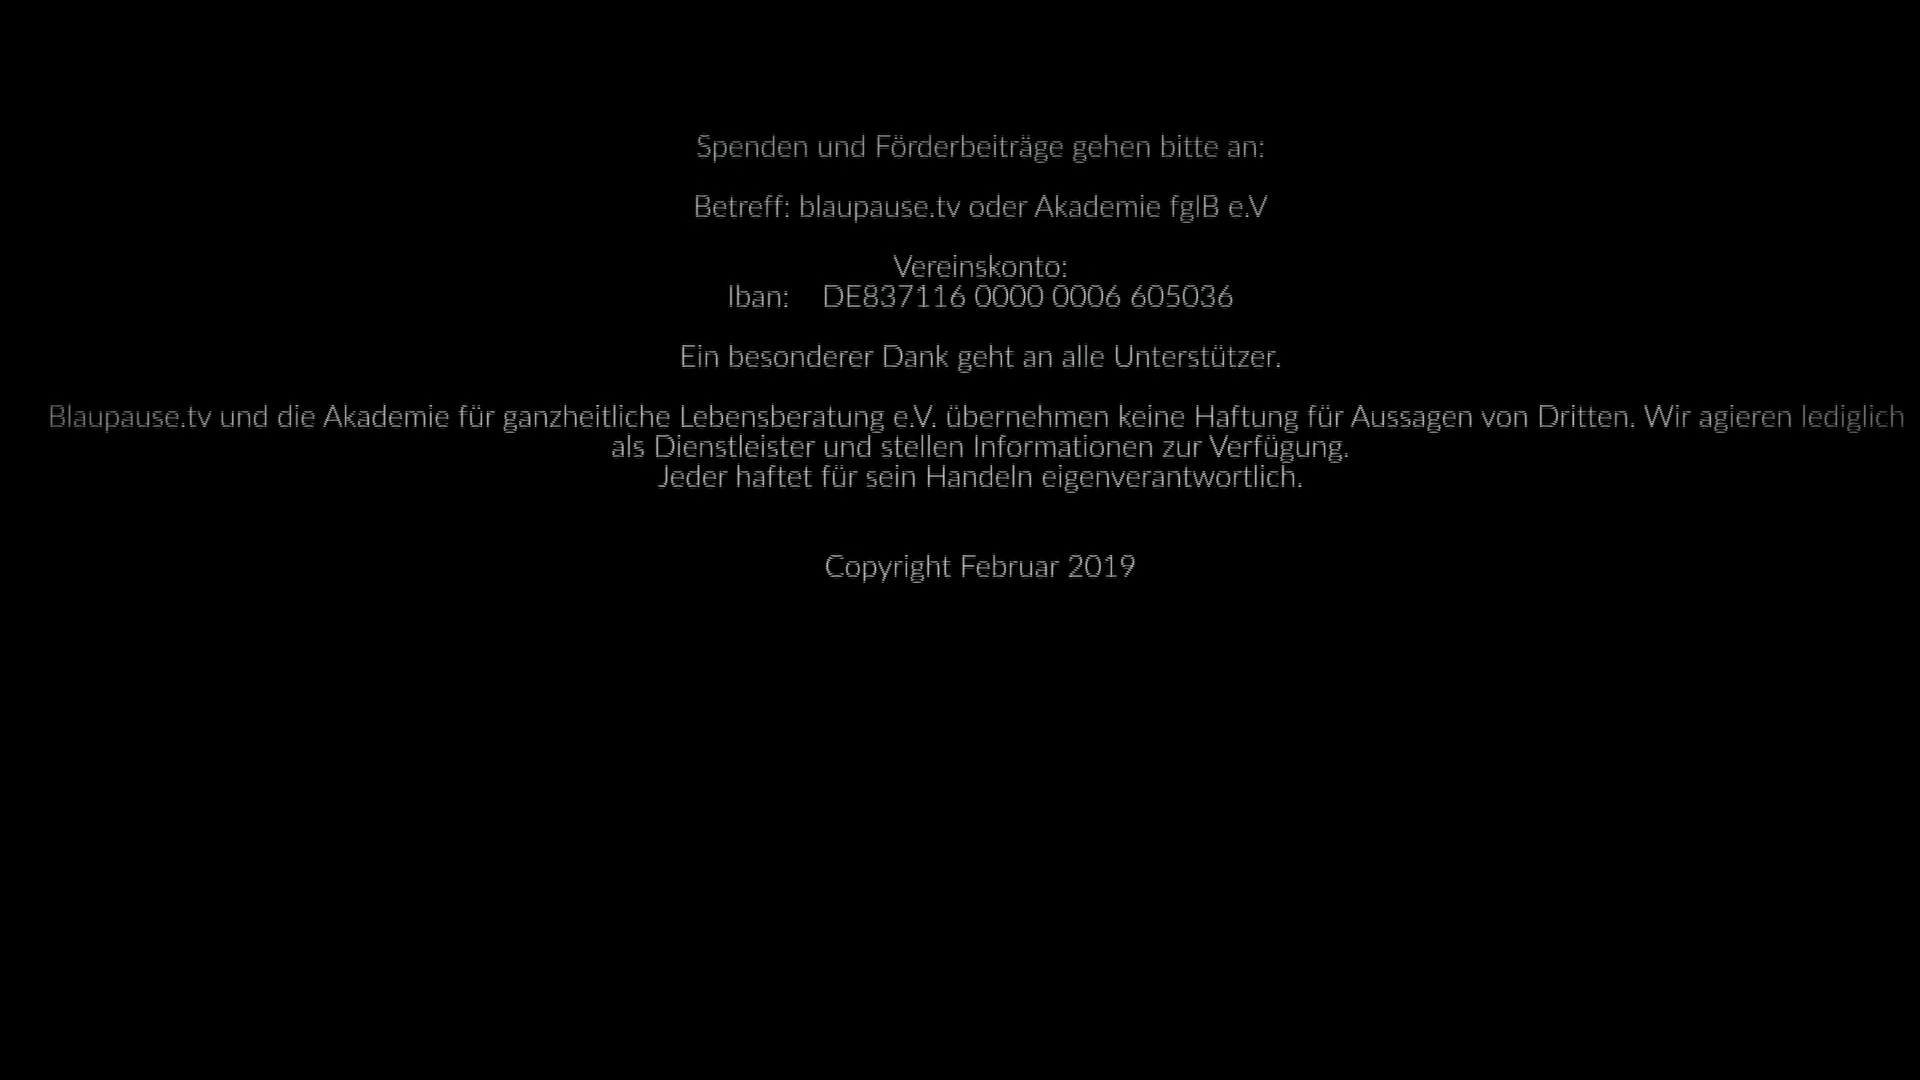 Spenden und Förderbeiträge gehen bitte an:
Betreff: blaupause.tv oder Akademie fglB e.V
Vereinskonto:
Iban: DE837116 0000 0006 605036
Ein besonderer Dank geht an alle Unterstützer.
Blaupause.tv und die Akademie für ganzheitliche Lebensberatung e.V. übernehmen keine Haftung für Aussagen von Dritten. Wir agieren lediglich
als Dienstleister und stellen Informationen zur Verfügung.
Jeder haftet für sein Handeln eigenverantwortlich.
Copyright Februar 2019